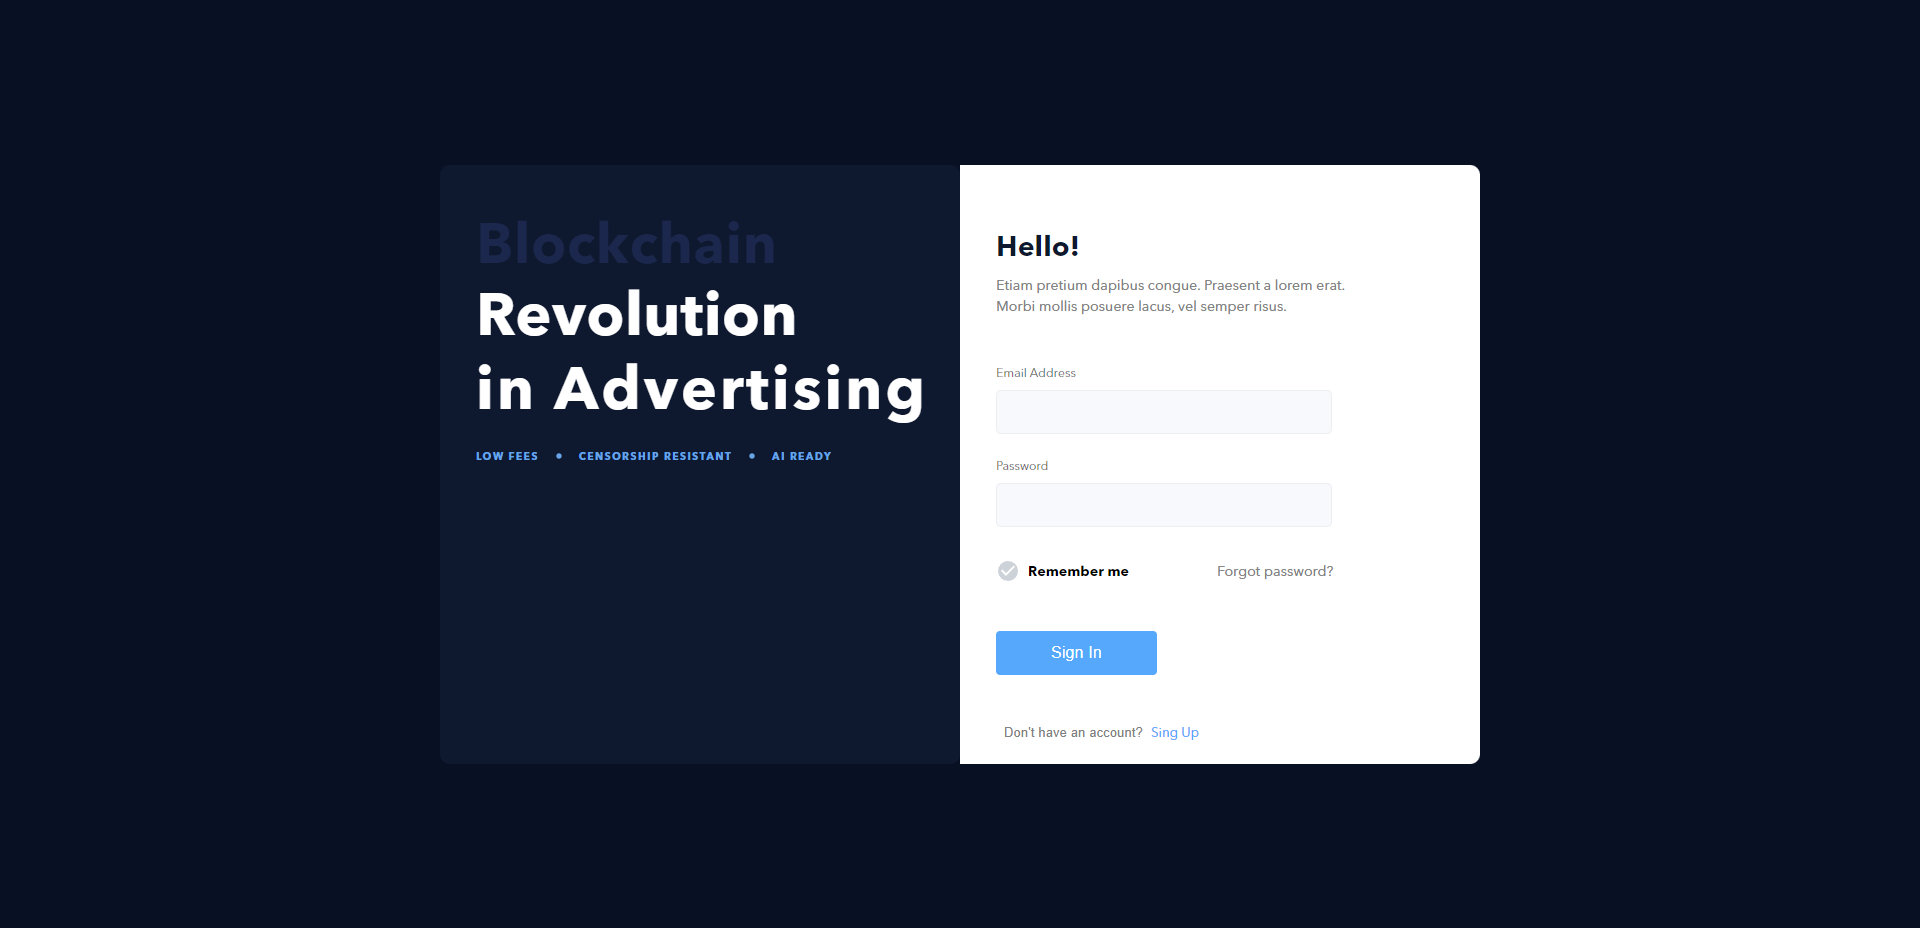 Blockchain
Revolution
in Advertising
LOW FEES • CENSORSHIP RESISTANT • AI READY
Hello!
Etiam pretium dapibus congue. Praesent a lorem erat.
Morbi mollis posuere lacus, vel semper risus.
Email Address
Password
Remember me
Forgot password?
Sign In
Don't have an account? Sing Up